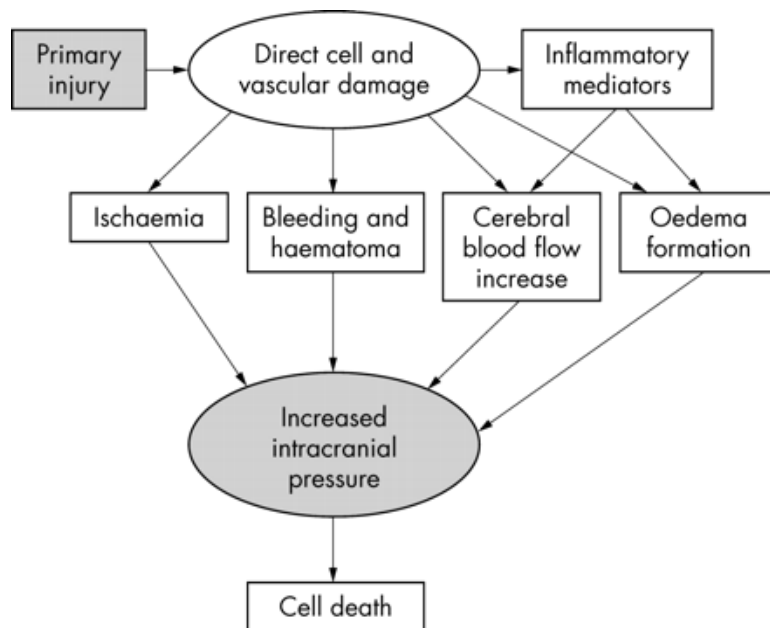 Primary
injury
Direct cell and
vascular damage
Inflammatory
mediators
Ischaemia
Bleeding and
haematoma
Cerebral
blood flow
increase
Oedema
formation
Increased
intracranial
pressure
Cell death